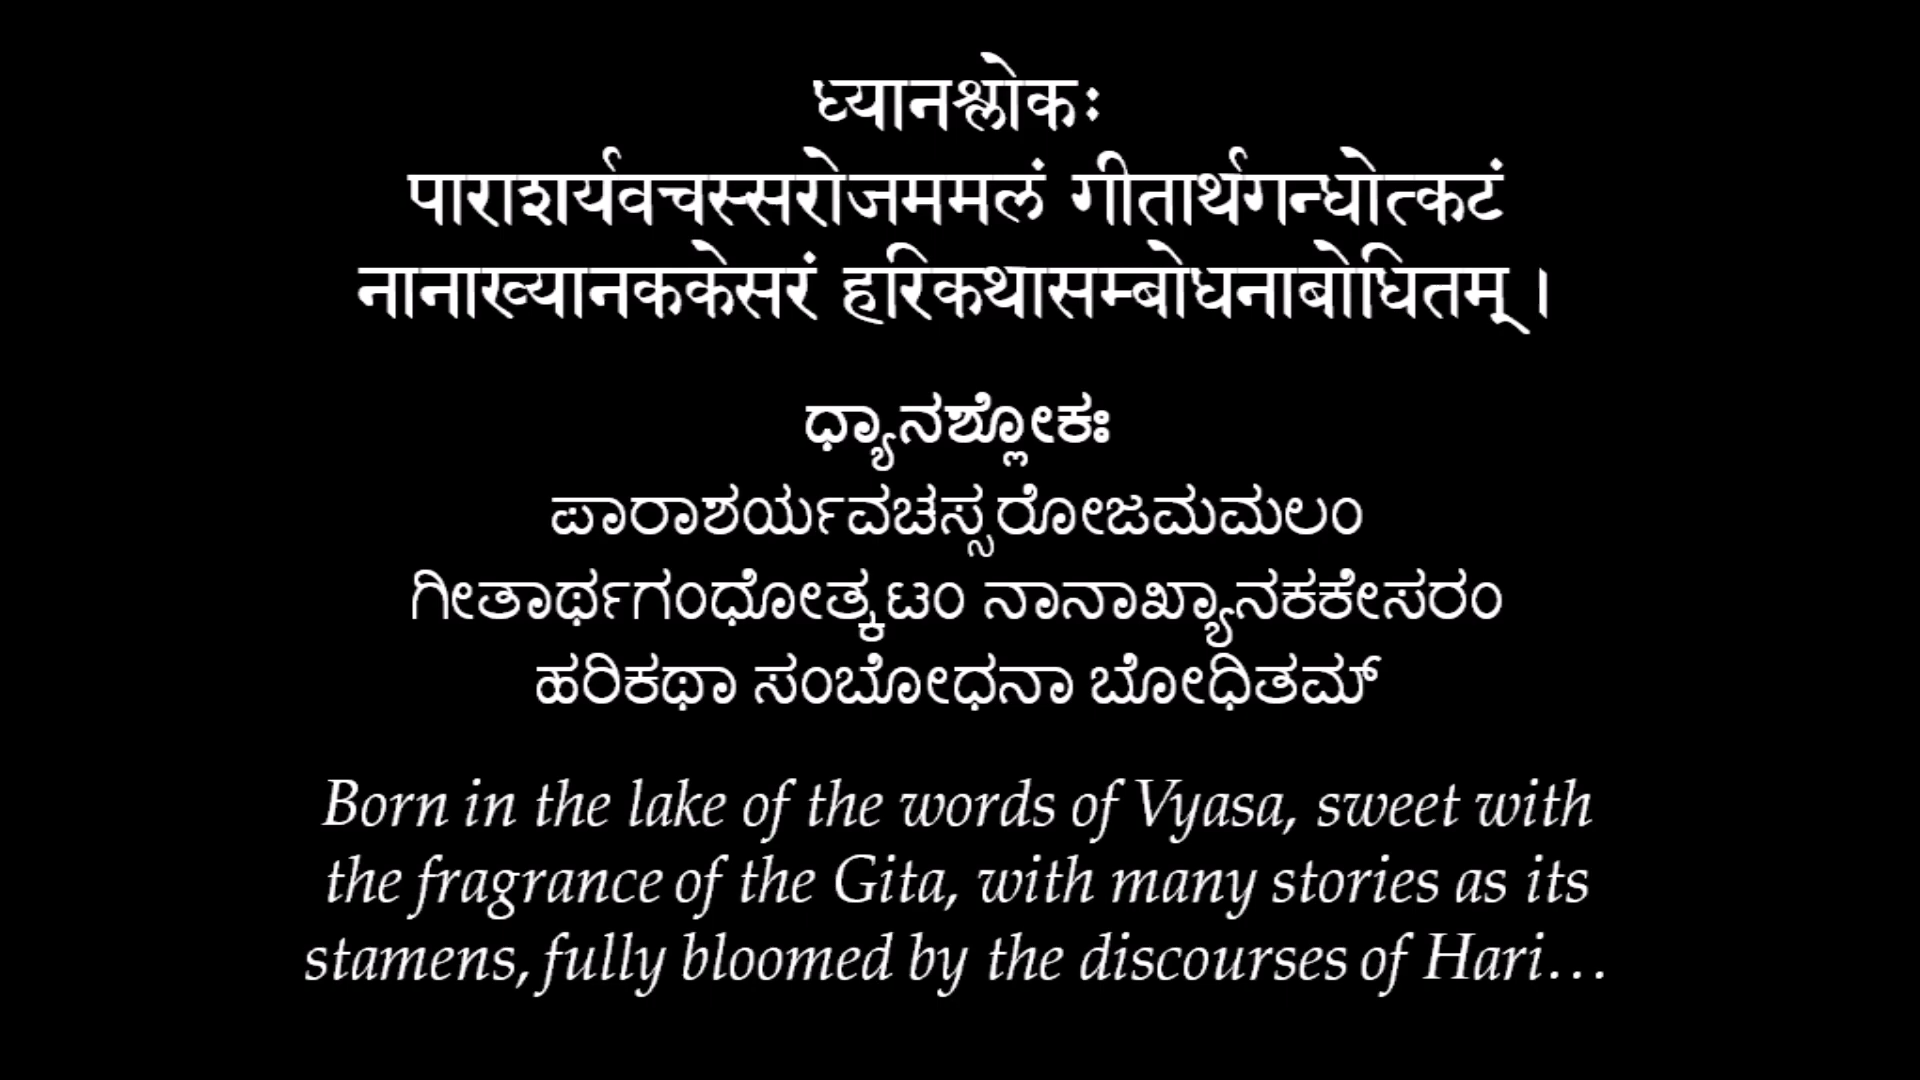 ध्यानश्लोकः
पाराशर्यवचस्सरोजममलं गीतार्थगन्धोत्कटं
नानाख्यानककेसरं हरिकथासम्बोधनाबोधितम् ।
ಧ್ಯಾನಶ್ಲೋಕಃ
ಪಾರಾಶರ್ಯವಚಸ್ಸರೋಜಮಮಲಂ
ಗೀತಾರ್ಥಗಂಧೋತ್ಕಟಂ ನಾನಾಖ್ಯಾನಕಕೇಸರಂ
ಹರಿಕಥಾ ಸಂಬೋಧನಾ ಬೋಧಿತಮ್
Born in the lake of the words of Vyasa, sweet with
the fragrance of the Gita, with many stories as its
stamens, fully bloomed by the discourses of Hari…